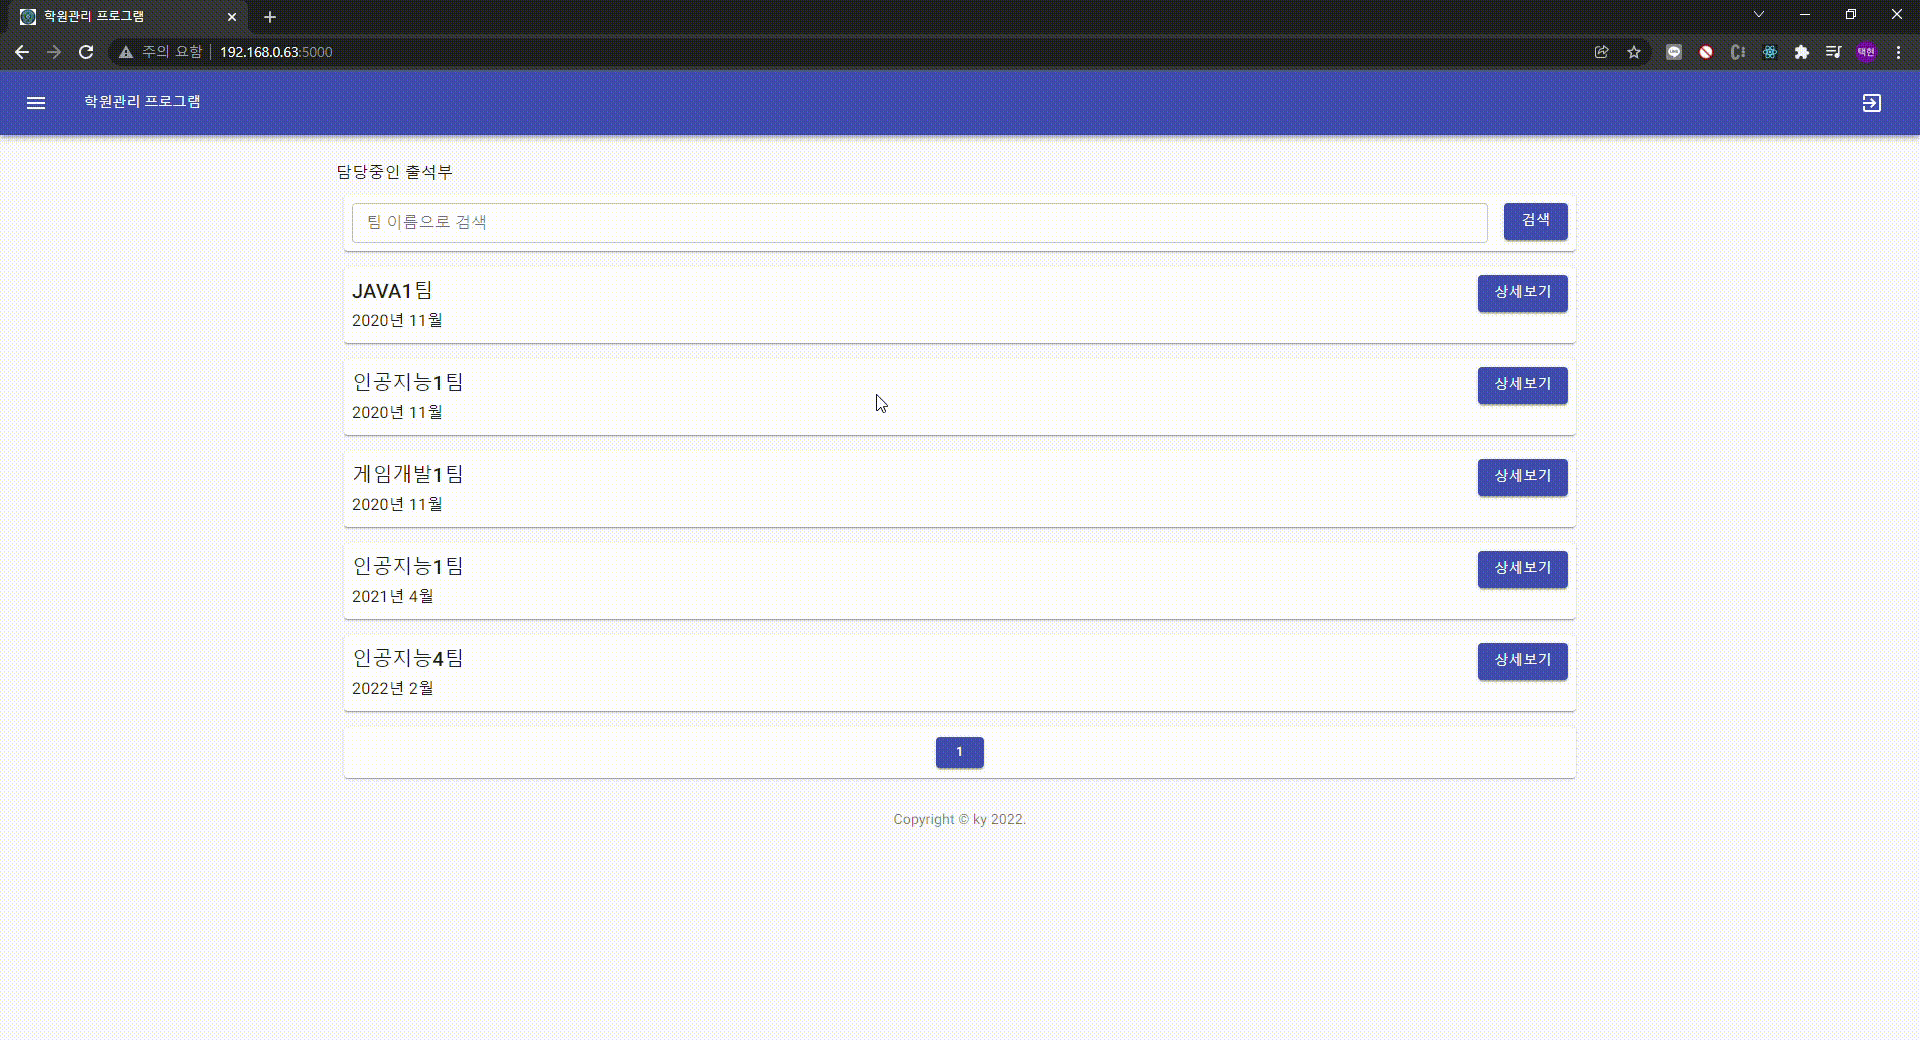 학원관리 프로그램
주의 요함 192.168.0.63:5000
택현
학원관리 프로그램
담당중인 출석부
팀 이름으로 검색
검색
JAVA1팀
상세보기
2020년 11월
인공지능1팀
상세보기
2020년 11월
게임개발1팀
상세보기
2020년 11월
인공지능1팀
상세보기
2021년 4월
인공지능4팀
상세보기
2022년 2월
1
Copyright © ky 2022.